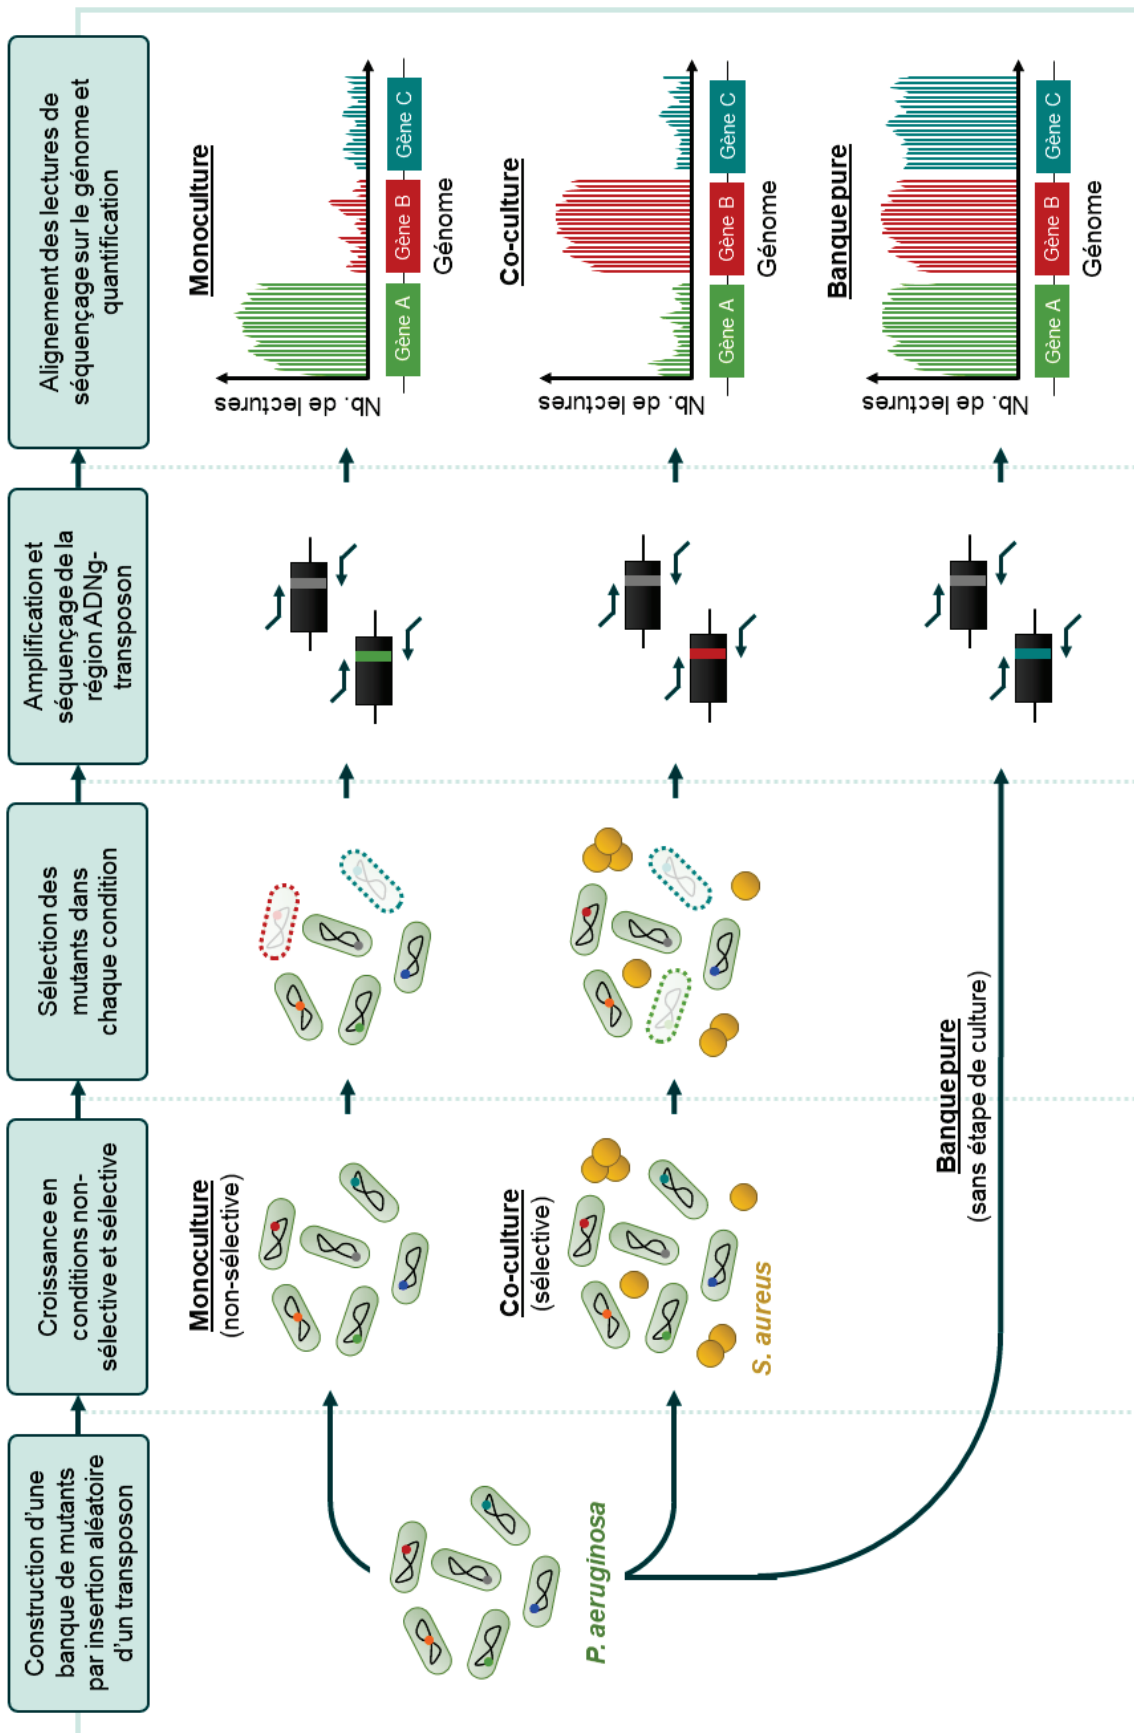 Construction d'une
banque de mutants
par insertion aléatoire
d'un transposon
Croissance en
conditions non-
sélective et sélective
Sélection des
mutants dans
chaque condition
Amplification et
séquençage de la
région ADNg-
transposon
Alignement des lectures de
séquençage sur le génome et
quantification
P. aeruginosa
Monoculture
(non-sélective)
Co-culture
(sélective)
S. aureus
Banque pure
(sans étape de culture)
Monoculture
Nb. de lectures
Gène A
Gène B
Gène C
Génome
Co-culture
Nb. de lectures
Gène A
Gène B
Gène C
Génome
Banque pure
Nb. de lectures
Gène A
Gène B
Gène C
Génome